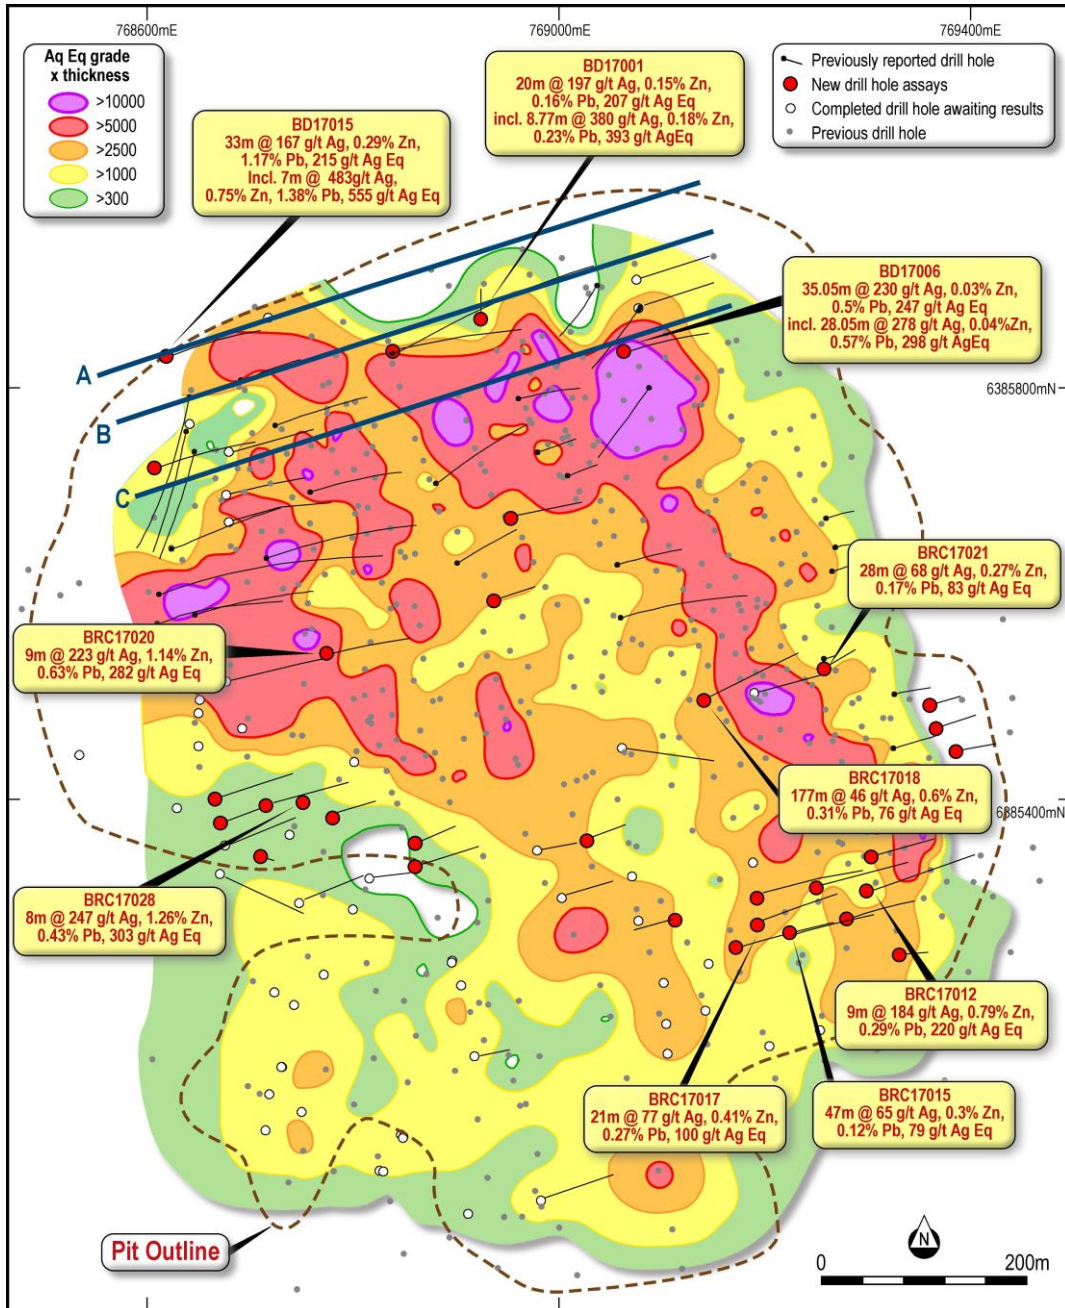 768600mE
769000mE
769400mE
Aq Eq grade
x thickness
>10000
>5000
>2500
>1000
>300
BD17015
33m @ 167 g/t Ag, 0.29% Zn,
1.17% Pb, 215 g/t Ag Eq
Incl. 7m @ 483g/t Ag,
0.75% Zn, 1.38% Pb, 555 g/t Ag Eq
BD17001
20m @ 197 g/t Ag, 0.15% Zn,
0.16% Pb, 207 g/t Ag Eq
incl. 8.77m @ 380 g/t Ag, 0.18% Zn,
0.23% Pb, 393 g/t AgEq
Previously reported drill hole
New drill hole assays
Completed drill hole awaiting results
Previous drill hole
BD17006
35.05m @ 230 g/t Ag, 0.03% Zn,
0.5% Pb, 247 g/t Ag Eq
incl. 28.05m @ 278 g/t Ag, 0.04%Zn,
0.57% Pb, 298 g/t AgEq
A
B
C
6385800mN
BRC17021
28m @ 68 g/t Ag, 0.27% Zn,
0.17% Pb, 83 g/t Ag Eq
BRC17020
9m @ 223 g/t Ag, 1.14% Zn,
0.63% Pb, 282 g/t Ag Eq
BRC17018
177m @ 46 g/t Ag, 0.6% Zn,
0.31% Pb, 76 g/t Ag Eq
6385400mN
BRC17028
8m @ 247 g/t Ag, 1.26% Zn,
0.43% Pb, 303 g/t Ag Eq
BRC17012
9m @ 184 g/t Ag, 0.79% Zn,
0.29% Pb, 220 g/t Ag Eq
BRC17017
21m @ 77 g/t Ag, 0.41% Zn,
0.27% Pb, 100 g/t Ag Eq
BRC17015
47m @ 65 g/t Ag, 0.3% Zn,
0.12% Pb, 79 g/t Ag Eq
Pit Outline
N
0
200m